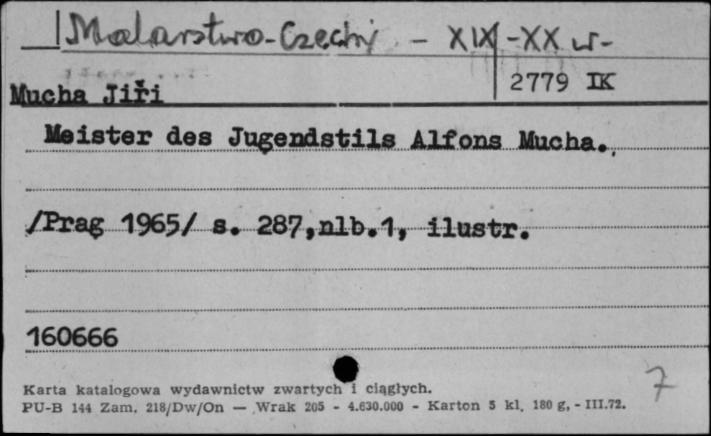 Malarstwo - Czechy - XIX - XX w -
2779 IK
Mucha Jiři
Meister des Jugendstils Alfons Mucha.
/Prag 1965/ s. 287,nlb.1, ilustr.
160666
7
Karta katalogowa wydawnictw zwartych i ciągłych.
PU-B 144 Zam. 218/Dw/On — Wrak 205 - 4.630.000 - Karton 5 kl. 180 g. - III.72.